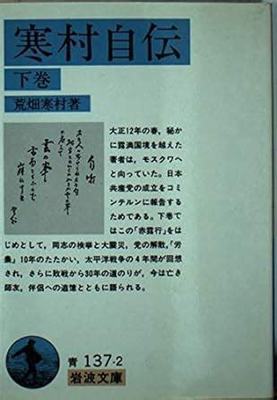 寒村自伝
下巻
荒畑寒村著
大正12年の春，秘か
に露満国境を越えた
著者は，モスクワへ
と向っていた。日本
共産党の成立をコミ
ンテルンに報告する
ためである。下巻で
はこの「赤露行」をは
じめとして，同志の検挙と大震災，党の解散，「労
農」10年のたたかい，太平洋戦争の4年間が回想
され，さらに敗戦から30年の道のりが，今は亡き
師友，伴侶への追憶とともに語られる。
青 137-2
岩波文庫